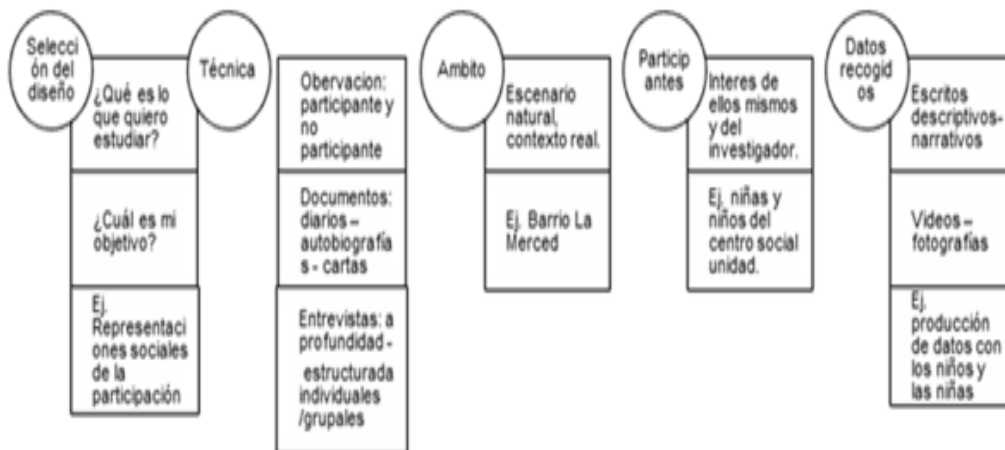 Selecci
ón del
diseño
¿Qué es lo
que quiero
estudiar?
¿Cuál es mi
objetivo?
Ej.
Representaci
ones sociales
de la
participación
Técnica
Obervacion:
participante y
no
participante
Documentos:
diarios –
autobiografía
s - cartas
Entrevistas: a
profundidad -
estructurada
individuales
/grupales
Ambito
Escenario
natural,
contexto real.
Ej. Barrio La
Merced
Particip
antes
Interes de
ellos mismos
y del
investigador.
Ej. niñas y
niños del
centro social
unidad.
Datos
recogid
os
Escritos
descriptivos-
narrativos
Videos –
fotografías
Ej.
producción
de datos con
los niños y
las niñas